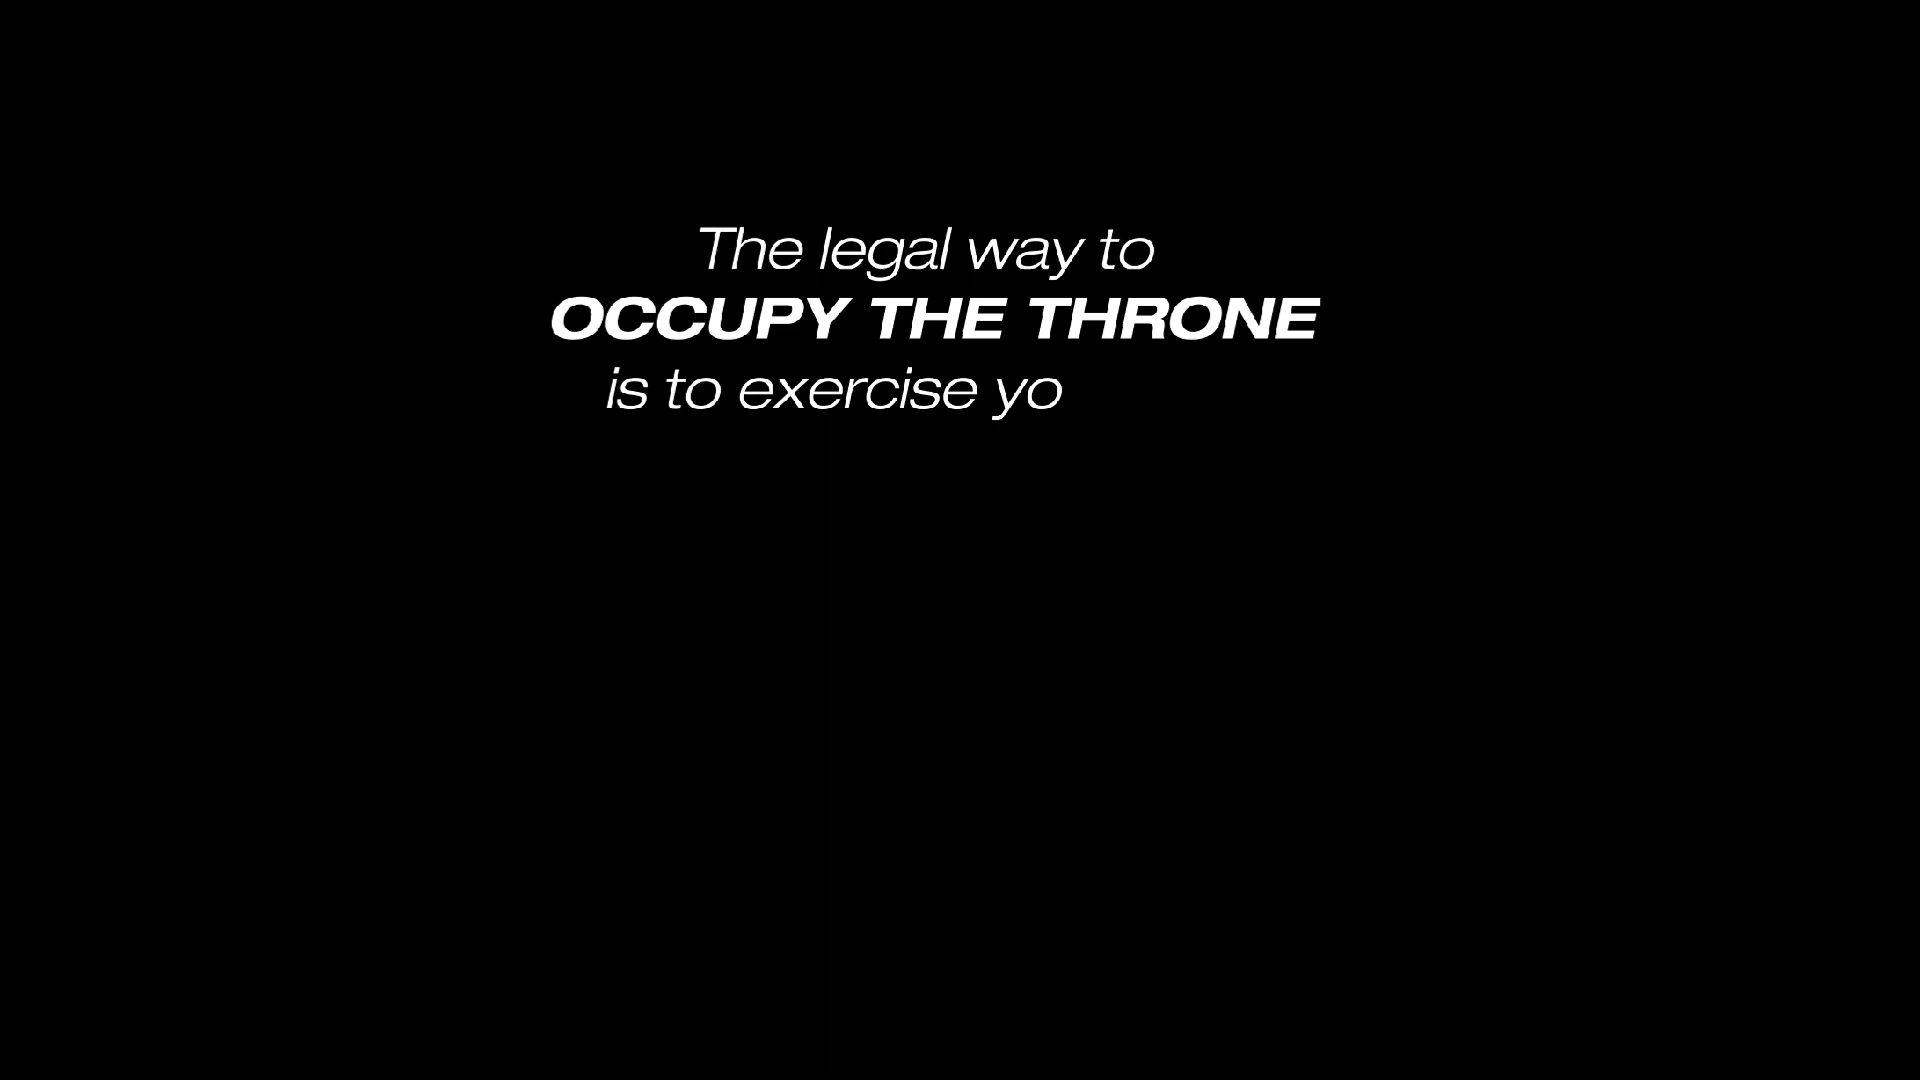 The legal way to
OCCUPY THE THRONE
is to exercise yo